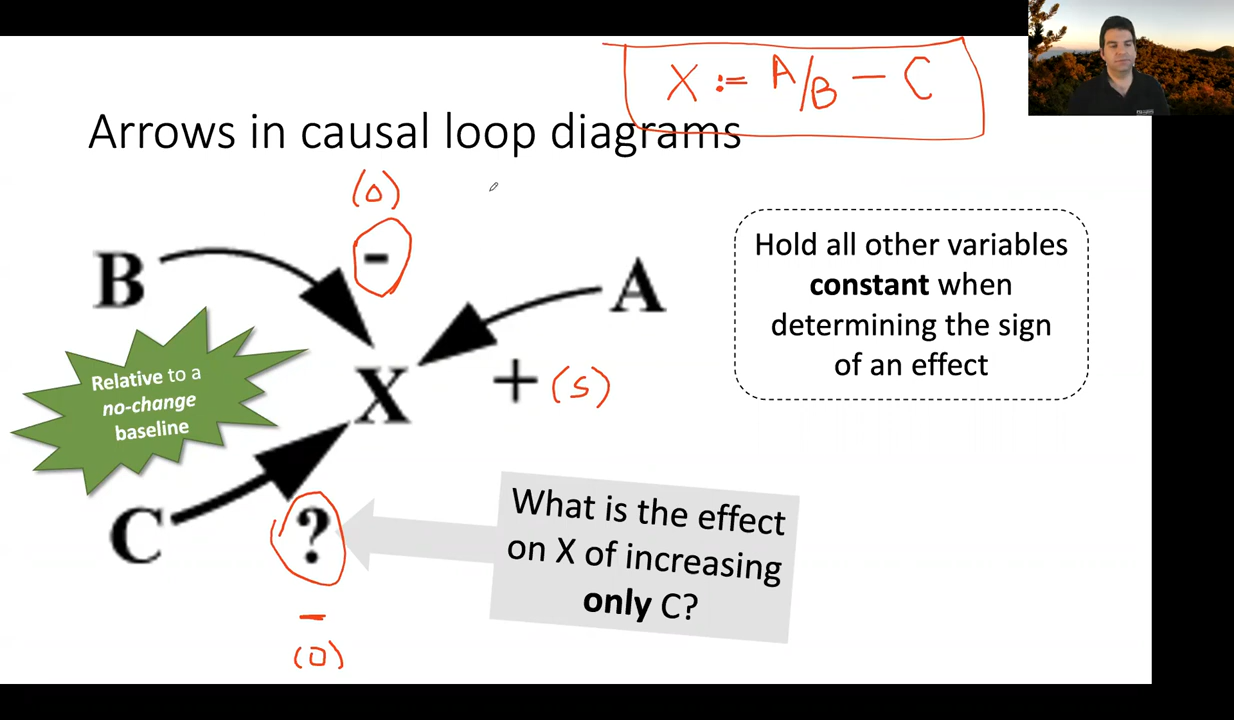 X := A/B - C
Arrows in causal loop diagrams
(O)
-
B
A
Hold all other variables
constant when
determining the sign
of an effect
Relative to a
no-change
baseline
X
+ (S)
C
?
What is the effect
on X of increasing
only C?
-
(O)